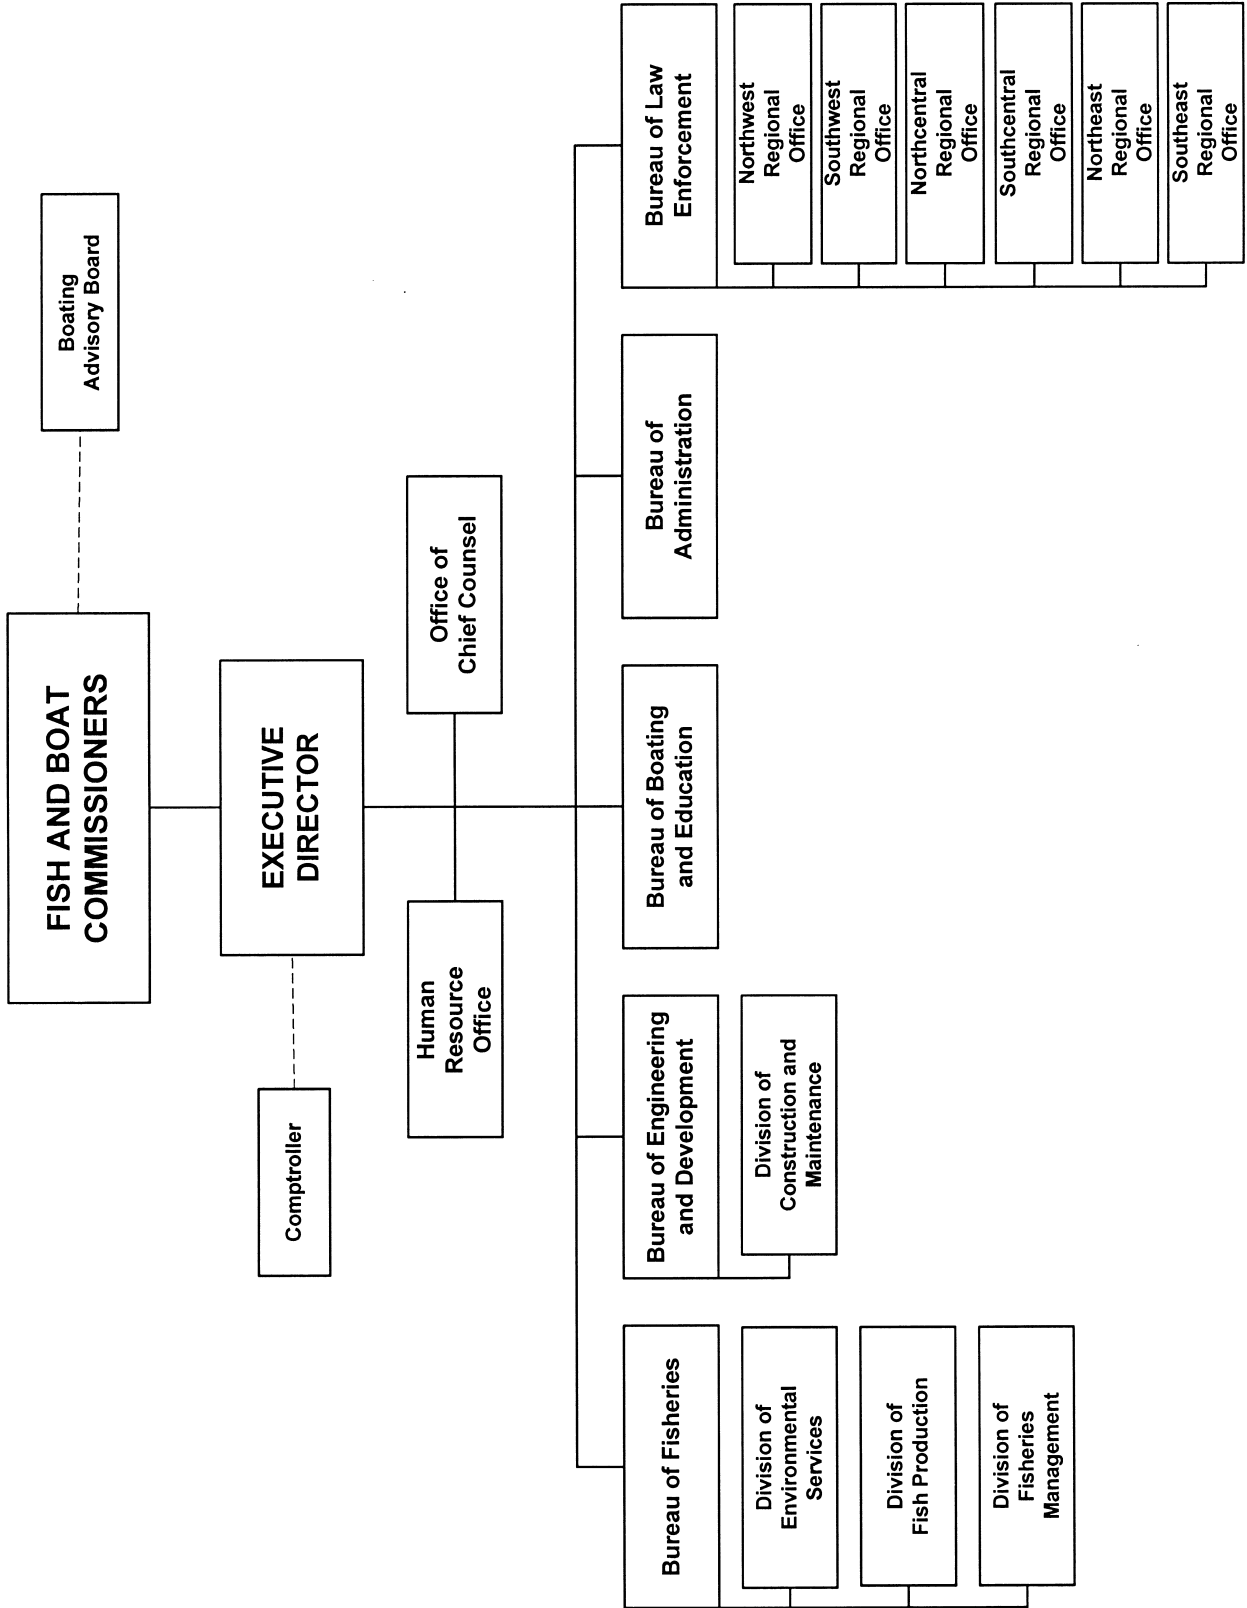 FISH AND BOAT
COMMISSIONERS
Boating
Advisory Board
EXECUTIVE
DIRECTOR
Comptroller
Human
Resource
Office
Office of
Chief Counsel
Bureau of Fisheries
Division of
Environmental
Services
Division of
Fish Production
Division of
Fisheries
Management
Bureau of Engineering
and Development
Division of
Construction and
Maintenance
Bureau of Boating
and Education
Bureau of
Administration
Bureau of Law
Enforcement
Northwest
Regional
Office
Southwest
Regional
Office
Northcentral
Regional
Office
Southcentral
Regional
Office
Northeast
Regional
Office
Southeast
Regional
Office